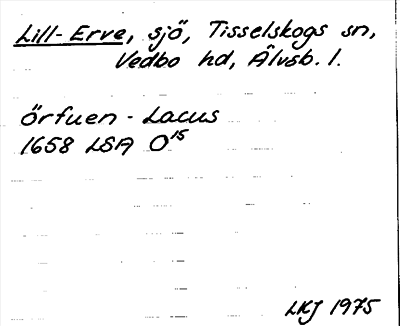 Lill-Erve, sjö, Tisselskogs sn,
Vedbo hd, Älvsb. l.
Örfuen - Lacus
1658 LSA O15
LKJ 1975